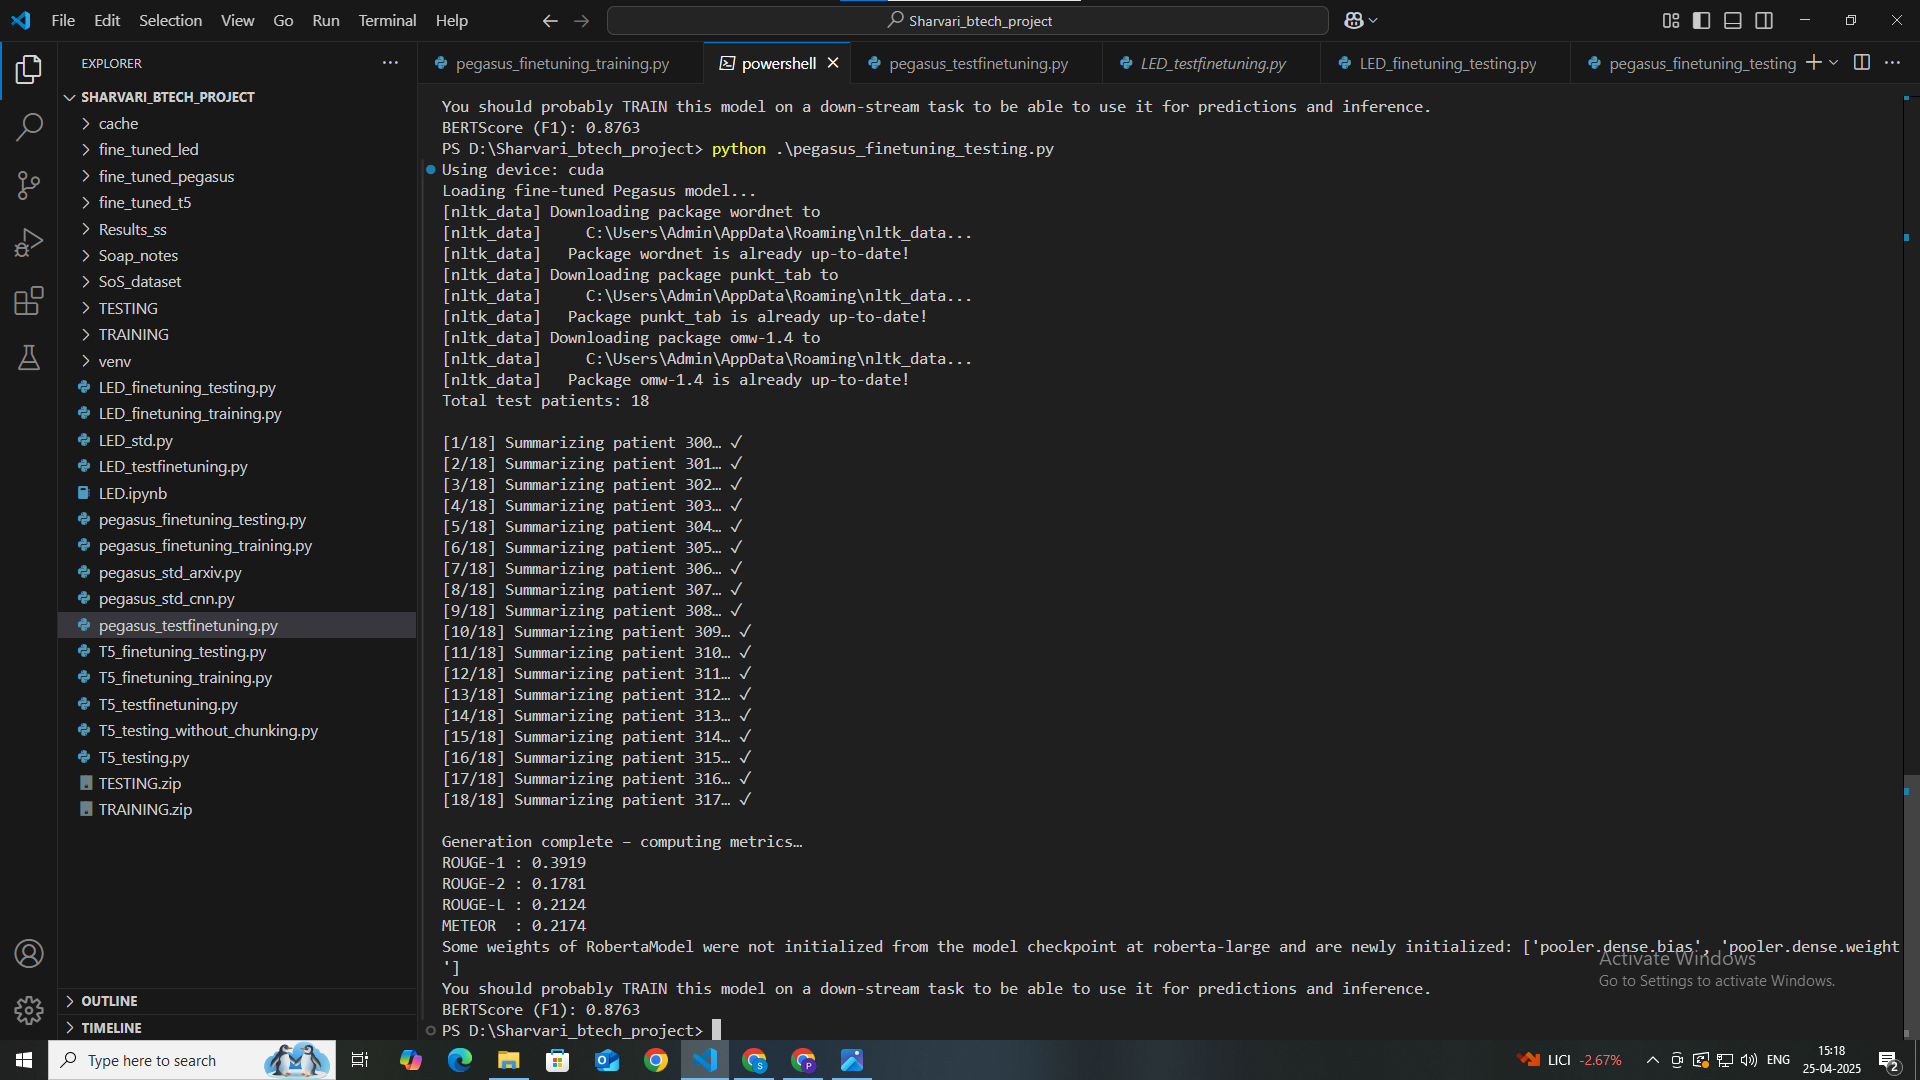 File Edit Selection View Go Run Terminal Help
Sharvari_btech_project
EXPLORER
pegasus_finetuning_training.py
powershell
pegasus_testfinetuning.py
LED_testfinetuning.py
LED_finetuning_testing.py
pegasus_finetuning_testing
SHARVARI_BTECH_PROJECT
cache
fine_tuned_led
fine_tuned_pegasus
fine_tuned_t5
Results_ss
Soap_notes
SoS_dataset
TESTING
TRAINING
venv
LED_finetuning_testing.py
LED_finetuning_training.py
LED_std.py
LED_testfinetuning.py
LED.ipynb
pegasus_finetuning_testing.py
pegasus_finetuning_training.py
pegasus_std_arxiv.py
pegasus_std_cnn.py
pegasus_testfinetuning.py
T5_finetuning_testing.py
T5_finetuning_training.py
T5_testfinetuning.py
T5_testing_without_chunking.py
T5_testing.py
TESTING.zip
TRAINING.zip
OUTLINE
TIMELINE
You should probably TRAIN this model on a down-stream task to be able to use it for predictions and inference.
BERTScore (F1): 0.8763
PS D:\Sharvari_btech_project> python .\pegasus_finetuning_testing.py
Using device: cuda
Loading fine-tuned Pegasus model...
[nltk_data] Downloading package wordnet to
[nltk_data]     C:\Users\Admin\AppData\Roaming\nltk_data...
[nltk_data]   Package wordnet is already up-to-date!
[nltk_data] Downloading package punkt_tab to
[nltk_data]     C:\Users\Admin\AppData\Roaming\nltk_data...
[nltk_data]   Package punkt_tab is already up-to-date!
[nltk_data] Downloading package omw-1.4 to
[nltk_data]     C:\Users\Admin\AppData\Roaming\nltk_data...
[nltk_data]   Package omw-1.4 is already up-to-date!
Total test patients: 18
[1/18] Summarizing patient 300… ✓
[2/18] Summarizing patient 301… ✓
[3/18] Summarizing patient 302… ✓
[4/18] Summarizing patient 303… ✓
[5/18] Summarizing patient 304… ✓
[6/18] Summarizing patient 305… ✓
[7/18] Summarizing patient 306… ✓
[8/18] Summarizing patient 307… ✓
[9/18] Summarizing patient 308… ✓
[10/18] Summarizing patient 309… ✓
[11/18] Summarizing patient 310… ✓
[12/18] Summarizing patient 311… ✓
[13/18] Summarizing patient 312… ✓
[14/18] Summarizing patient 313… ✓
[15/18] Summarizing patient 314… ✓
[16/18] Summarizing patient 315… ✓
[17/18] Summarizing patient 316… ✓
[18/18] Summarizing patient 317… ✓
Generation complete – computing metrics…
ROUGE-1 : 0.3919
ROUGE-2 : 0.1781
ROUGE-L : 0.2124
METEOR  : 0.2174
Some weights of RobertaModel were not initialized from the model checkpoint at roberta-large and are newly initialized: ['pooler.dense.bias', 'pooler.dense.weight
']
You should probably TRAIN this model on a down-stream task to be able to use it for predictions and inference.
BERTScore (F1): 0.8763
PS D:\Sharvari_btech_project>
Activate Windows
Go to Settings to activate Windows.
Type here to search
LICI -2.67%
ENG
15:18
25-04-2025
2